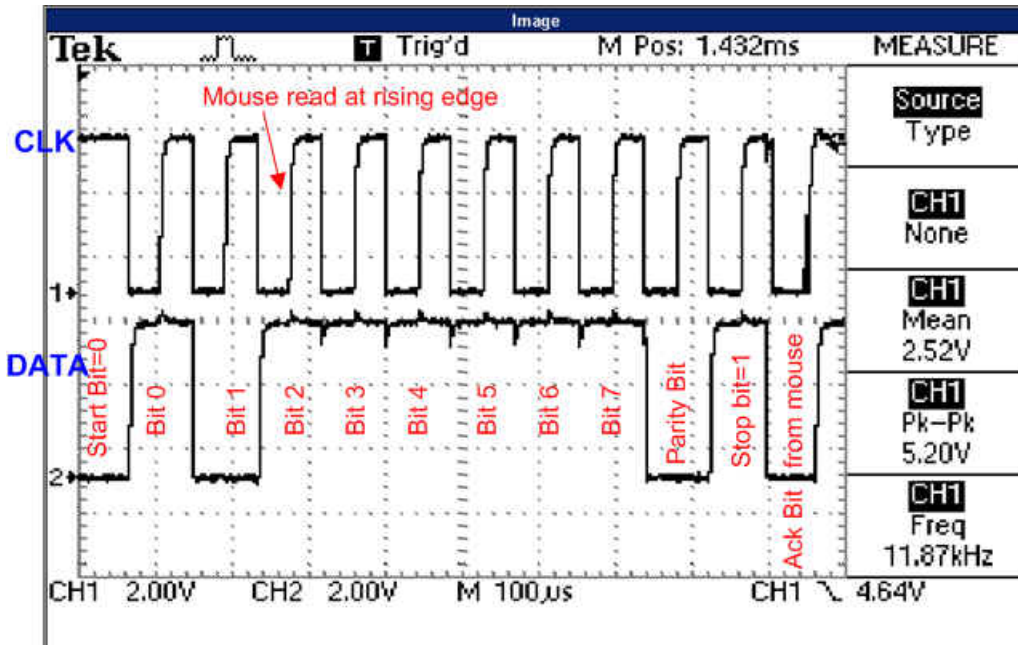 Image
Tek T Trig'd M Pos: 1.432ms MEASURE
Mouse read at rising edge
CLK
DATA
1
2
Start Bit=0
Bit 0
Bit 1
Bit 2
Bit 3
Bit 4
Bit 5
Bit 6
Bit 7
Parity Bit
Stop bit=1
Ack Bit from mouse
Source
Type
CH1
None
CH1
Mean
2.52V
CH1
Pk-Pk
5.20V
CH1
Freq
11.87kHz
CH1 2.00V CH2 2.00V M 100µs CH1 4.64V